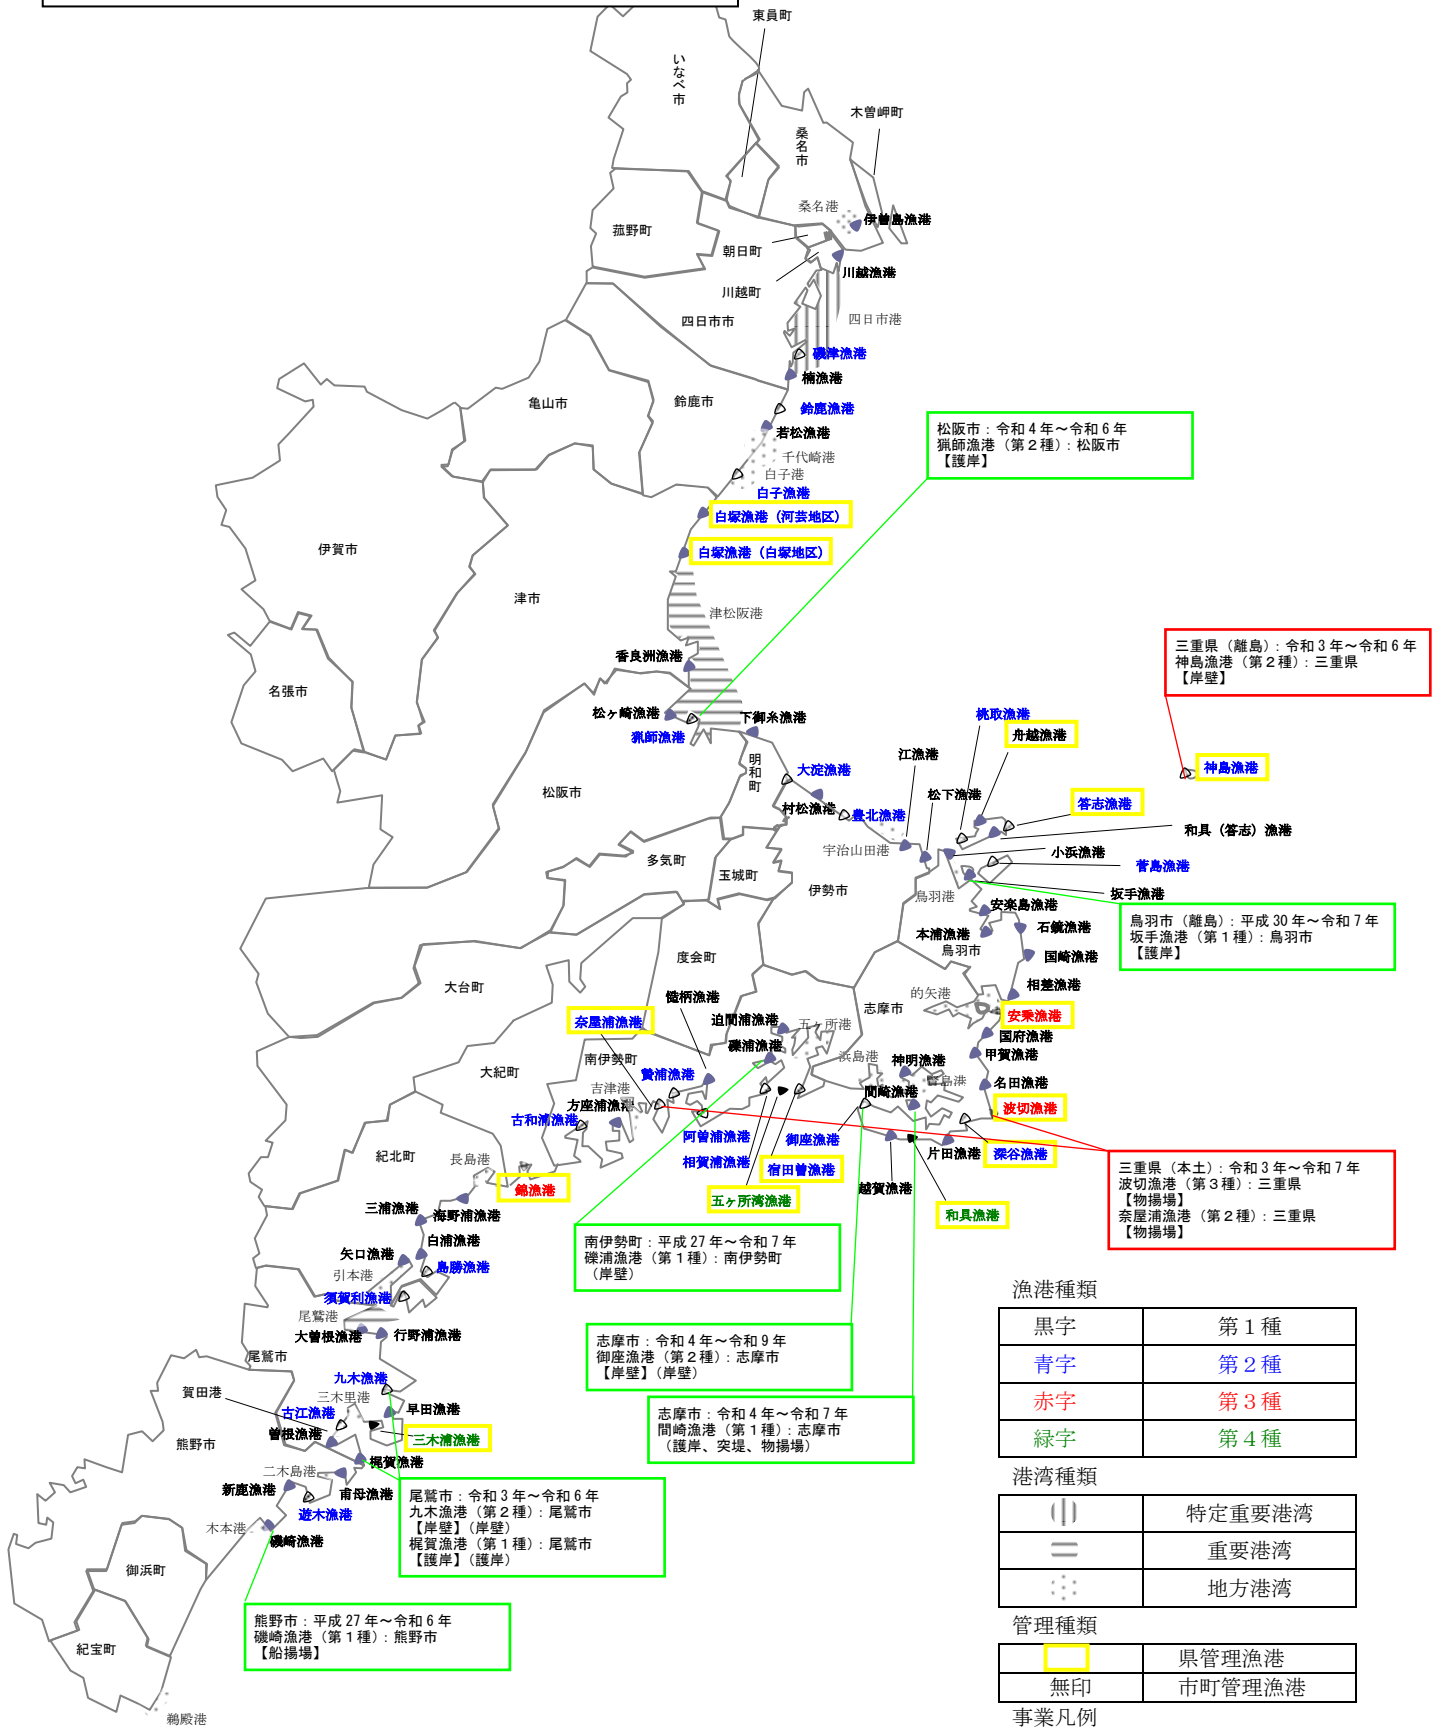 東員町
いなべ市
木曽岬町
桑名市
桑名港
伊曽島漁港
菰野町
朝日町
川越漁港
川越町
四日市市
四日市港
磯津漁港
楠漁港
亀山市
鈴鹿市
鈴鹿漁港
若松漁港
千代崎港
白子港
白子漁港
白塚漁港（河芸地区）
白塚漁港（白塚地区）
伊賀市
津市
津松阪港
名張市
香良洲漁港
松阪市：令和４年～令和６年
猟師漁港（第２種）：松阪市
【護岸】
三重県（離島）：令和３年～令和６年
神島漁港（第２種）：三重県
【岸壁】
松ヶ崎漁港
猟師漁港
下御糸漁港
明和町
松阪市
大淀漁港
村松漁港
豊北漁港
江漁港
松下漁港
桃取漁港
舟越漁港
神島漁港
答志漁港
和具（答志）漁港
小浜漁港
菅島漁港
坂手漁港
宇治山田港
鳥羽港
多気町
玉城町
伊勢市
安楽島漁港
本浦漁港
鳥羽市
石鏡漁港
国崎漁港
相差漁港
鳥羽市（離島）：平成30年～令和７年
坂手漁港（第１種）：鳥羽市
【護岸】
度会町
大台町
志摩市
的矢港
安乗漁港
国府漁港
甲賀漁港
名田漁港
波切漁港
慥柄漁港
奈屋浦漁港
迫間浦漁港
五ヶ所港
礫浦漁港
南伊勢町
浜島港
神明漁港
賢島港
間崎漁港
大紀町
贄浦漁港
吉津港
方座浦漁港
古和浦漁港
阿曽浦漁港
相賀浦漁港
御座漁港
宿田曽漁港
五ヶ所湾漁港
越賀漁港
片田漁港
深谷漁港
和具漁港
紀北町
長島港
錦漁港
三浦漁港
海野浦漁港
白浦漁港
矢口漁港
島勝漁港
引本港
須賀利漁港
尾鷲港
大曽根漁港
行野浦漁港
尾鷲市
三重県（本土）：令和３年～令和７年
波切漁港（第３種）：三重県
【物揚場】
奈屋浦漁港（第２種）：三重県
【物揚場】
南伊勢町：平成27年～令和７年
礫浦漁港（第１種）：南伊勢町
（岸壁）
志摩市：令和４年～令和９年
御座漁港（第２種）：志摩市
【岸壁】（岸壁）
志摩市：令和４年～令和７年
間崎漁港（第１種）：志摩市
（護岸、突堤、物揚場）
九木漁港
賀田港
三木里港
古江漁港
早田漁港
曽根漁港
三木浦漁港
熊野市
梶賀漁港
二木島港
新鹿漁港
甫母漁港
遊木漁港
木本港
磯崎漁港
御浜町
紀宝町
鵜殿港
尾鷲市：令和３年～令和６年
九木漁港（第２種）：尾鷲市
【岸壁】（岸壁）
梶賀漁港（第１種）：尾鷲市
【護岸】（護岸）
熊野市：平成27年～令和６年
磯崎漁港（第１種）：熊野市
【船揚場】
漁港種類
黒字 第１種
青字 第２種
赤字 第３種
緑字 第４種
港湾種類
特定重要港湾
重要港湾
地方港湾
管理種類
県管理漁港
無印 市町管理漁港
事業凡例